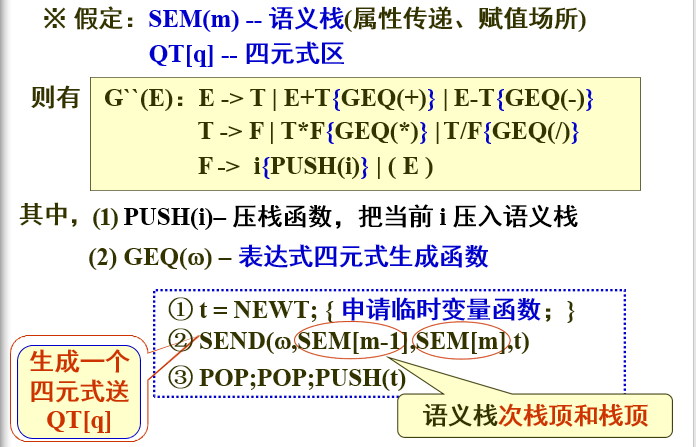 ※ 假定：SEM(m) -- 语义栈(属性传递、赋值场所)
QT[q] -- 四元式区
则有
G``(E)： E -> T | E+T{GEQ(+)} | E-T{GEQ(-)}
T -> F | T*F{GEQ(*)} | T/F{GEQ(/)}
F -> i{PUSH(i)} | ( E )
其中，(1) PUSH(i)– 压栈函数，把当前 i 压入语义栈
(2) GEQ(ω) – 表达式四元式生成函数
① t = NEWT; { 申请临时变量函数；}
② SEND(ω,SEM[m-1],SEM[m],t)
③ POP;POP;PUSH(t)
生成一个
四元式送
QT[q]
语义栈次栈顶和栈顶